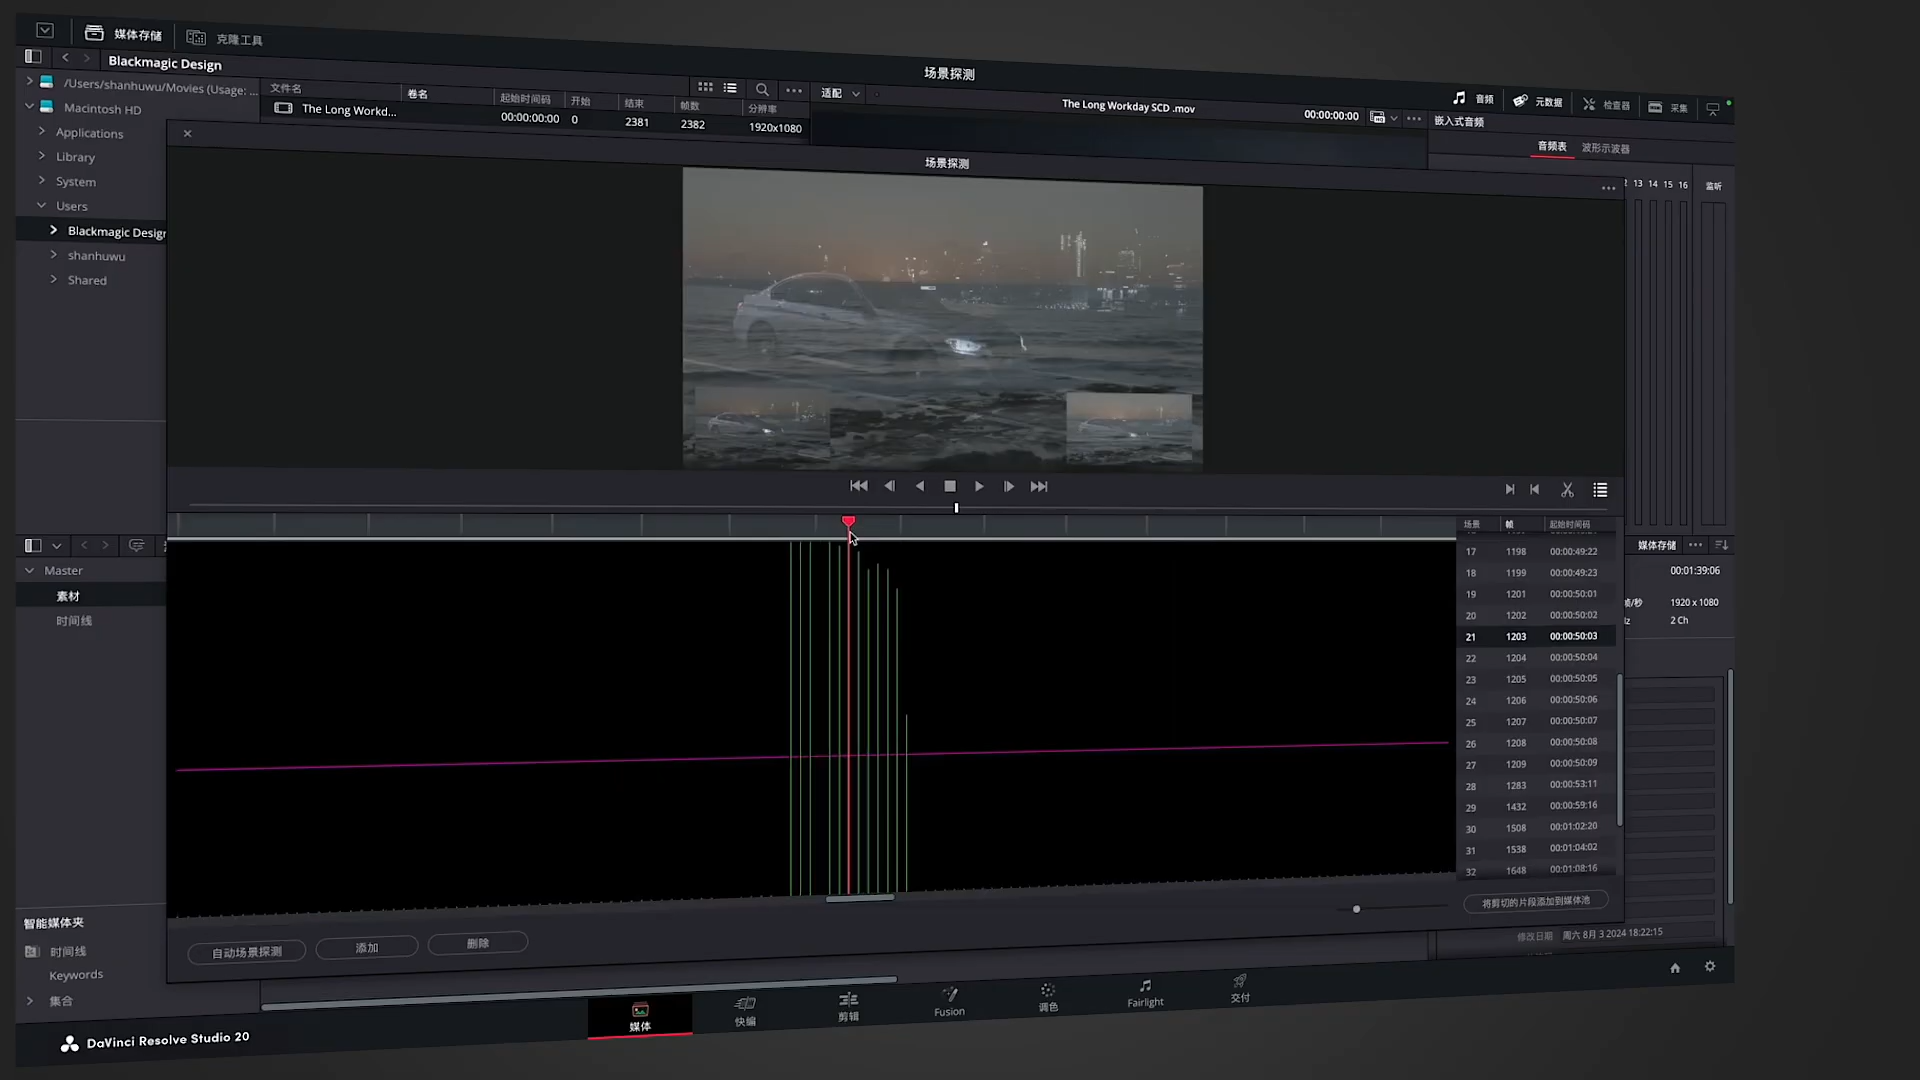 媒体存储
克隆工具
Blackmagic Design
场景探测
/Users/shanhuwu/Movies (Usage: ...
Macintosh HD
Applications
Library
System
Users
Blackmagic Design
shanhuwu
Shared
文件名
卷名
起始时间码
开始
结束
帧数
分辨率
The Long Workd...
00:00:00:00
0
2381
2382
1920x1080
适配
The Long Workday SCD .mov
00:00:00:00
音频
元数据
检查器
采集
嵌入式音频
音频表
波形示波器
13 14 15 16
监听
场景探测
场景 帧 起始时间码
17 1198 00:00:49:22
18 1199 00:00:49:23
19 1201 00:00:50:01
20 1202 00:00:50:02
21 1203 00:00:50:03
22 1204 00:00:50:04
23 1205 00:00:50:05
24 1206 00:00:50:06
25 1207 00:00:50:07
26 1208 00:00:50:08
27 1209 00:00:50:09
28 1283 00:00:53:11
29 1432 00:00:59:16
30 1508 00:01:02:20
31 1538 00:01:04:02
32 1648 00:01:08:16
将剪切的片段添加到媒体池
自动场景探测
添加
删除
媒体存储
00:01:39:06
帧/秒
1920 x 1080
2 Ch
修改日期
周六 8月 3 2024 18:22:15
Master
素材
时间线
智能媒体夹
时间线
Keywords
集合
DaVinci Resolve Studio 20
媒体
快编
剪辑
Fusion
调色
Fairlight
交付